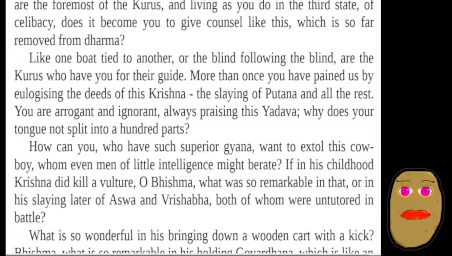 are the foremost of the Kurus, and living as you do in the third state, of
celibacy, does it become you to give counsel like this, which is so far
removed from dharma?
Like one boat tied to another, or the blind following the blind, are the
Kurus who have you for their guide. More than once you have pained us by
eulogising the deeds of this Krishna - the slaying of Putana and all the rest.
You are arrogant and ignorant, always praising this Yadava; why does your
tongue not split into a hundred parts?
How can you, who have such superior gyana, want to extol this cow-
boy, whom even men of little intelligence might berate? If in his childhood
Krishna did kill a vulture, O Bhishma, what was so remarkable in that, or in
his slaying later of Aswa and Vrishabha, both of whom were untutored in
battle?
What is so wonderful in his bringing down a wooden cart with a kick?
Bhishma, what is so remarkable in his holding Govardhana, which is like an